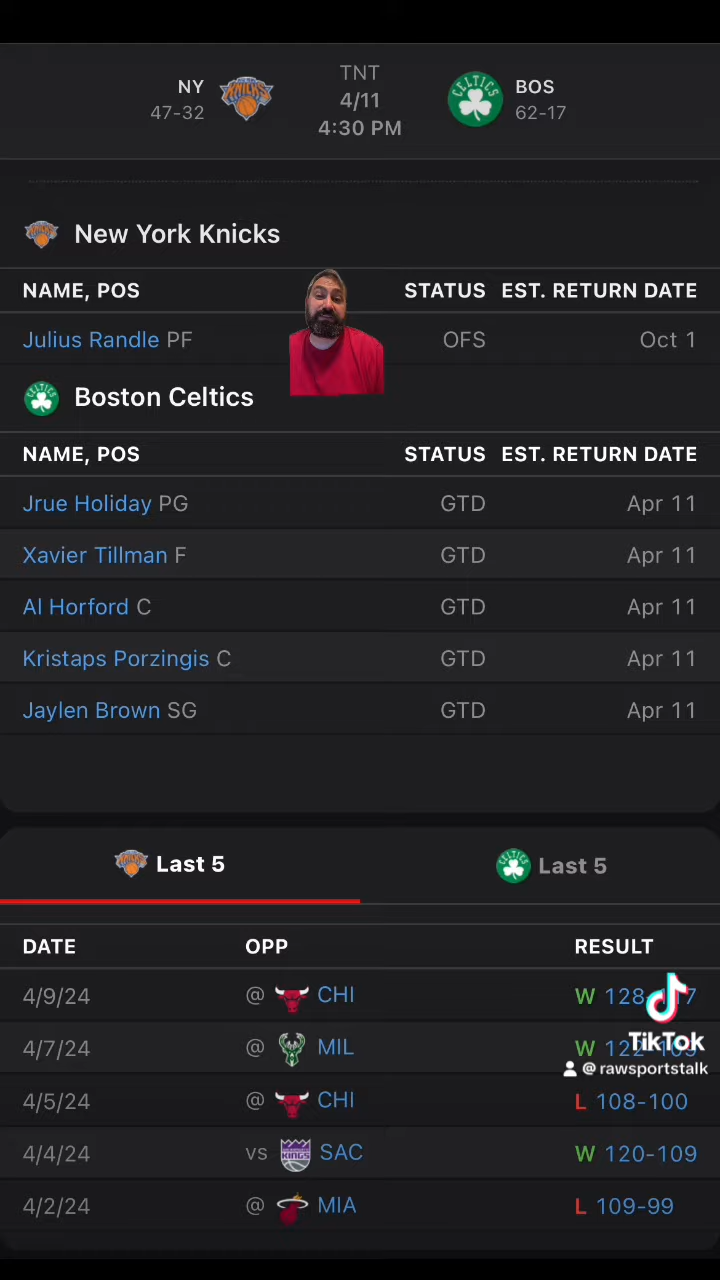 NY
47-32
TNT
4/11
4:30 PM
BOS
62-17
KNICKS
CELTICS
New York Knicks
NAME, POS STATUS EST. RETURN DATE
Julius Randle PF OFS Oct 1
Boston Celtics
NAME, POS STATUS EST. RETURN DATE
Jrue Holiday PG GTD Apr 11
Xavier Tillman F GTD Apr 11
Al Horford C GTD Apr 11
Kristaps Porzingis C GTD Apr 11
Jaylen Brown SG GTD Apr 11
Last 5 Last 5
DATE OPP RESULT
4/9/24 @ CHI W 128-117
4/7/24 @ MIL W
4/5/24 @ CHI L 108-100
4/4/24 vs KINGS SAC W 120-109
4/2/24 @ MIA L 109-99
TikTok
@rawsportstalk